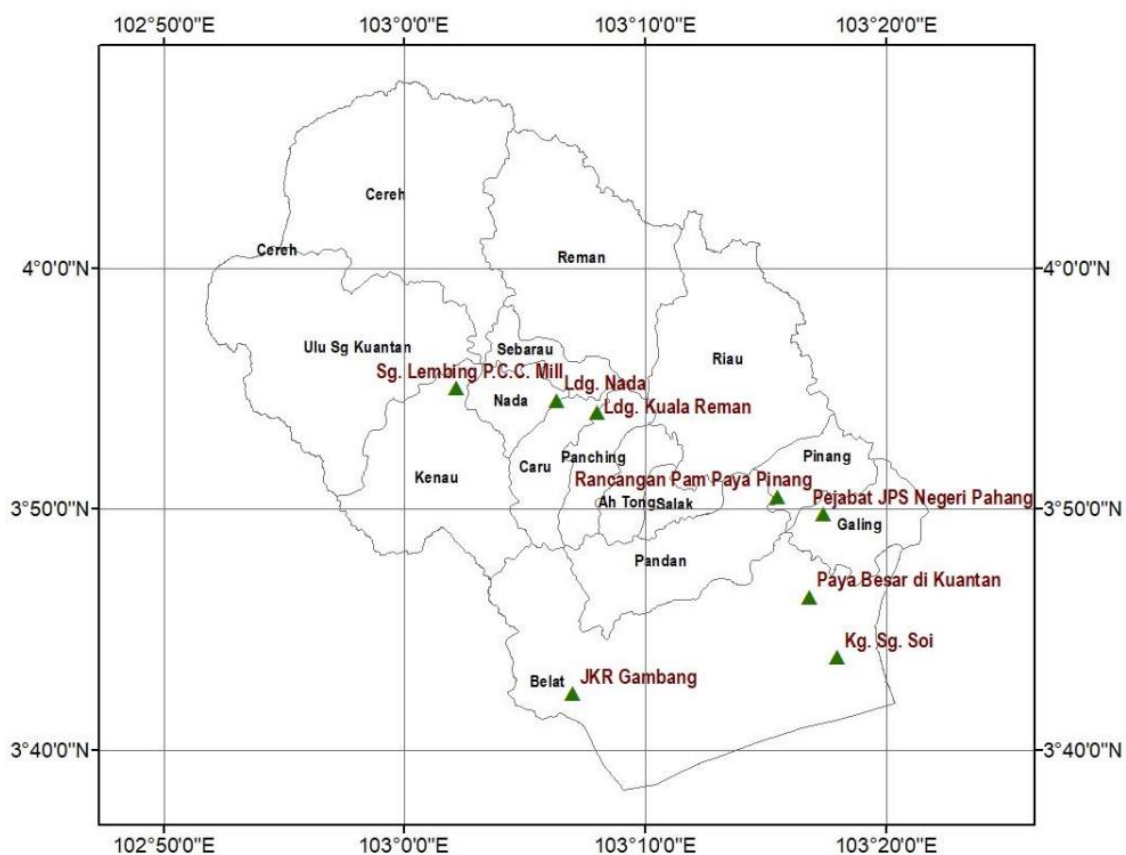 102°50'0"E 103°0'0"E 103°10'0"E 103°20'0"E
Cereh
Cereh
Reman
4°0'0"N 4°0'0"N
Ulu Sg Kuantan
Sebarau
Riau
Sg. Lembing P.C.C. Mill
Ldg. Nada
Nada
Ldg. Kuala Reman
Panching
Pinang
Caru
Kenau
Rancangan Pam Paya Pinang
Pejabat JPS Negeri Pahang
Ah Tong
Salak
3°50'0"N 3°50'0"N
Galing
Pandan
Paya Besar di Kuantan
Kg. Sg. Soi
Belat
JKR Gambang
3°40'0"N 3°40'0"N
102°50'0"E 103°0'0"E 103°10'0"E 103°20'0"E